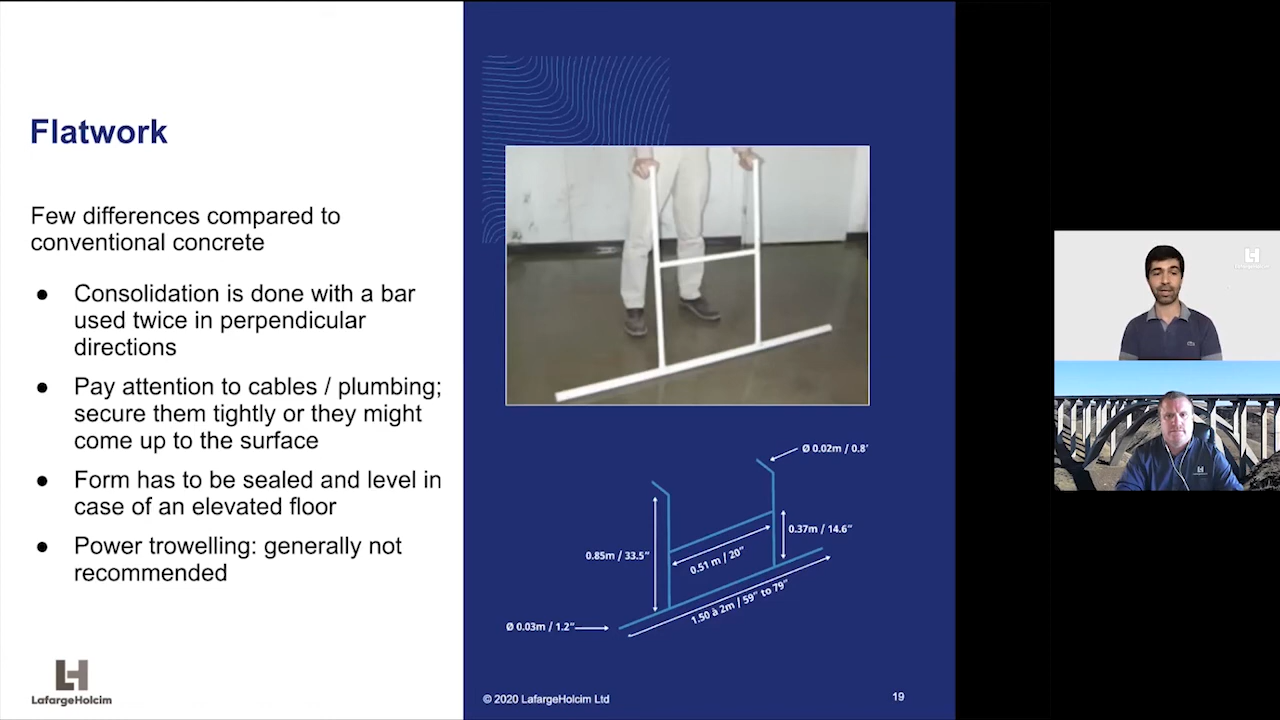 Flatwork
Few differences compared to
conventional concrete
● Consolidation is done with a bar
used twice in perpendicular
directions
● Pay attention to cables / plumbing;
secure them tightly or they might
come up to the surface
● Form has to be sealed and level in
case of an elevated floor
● Power trowelling: generally not
recommended
LafargeHolcim
Ø 0.02m / 0.8'
0.37m / 14.6"
0.85m / 33.5"
0.51 m / 20"
1.50 à 2m / 59" to 79"
Ø 0.03m / 1.2"
© 2020 LafargeHolcim Ltd
19